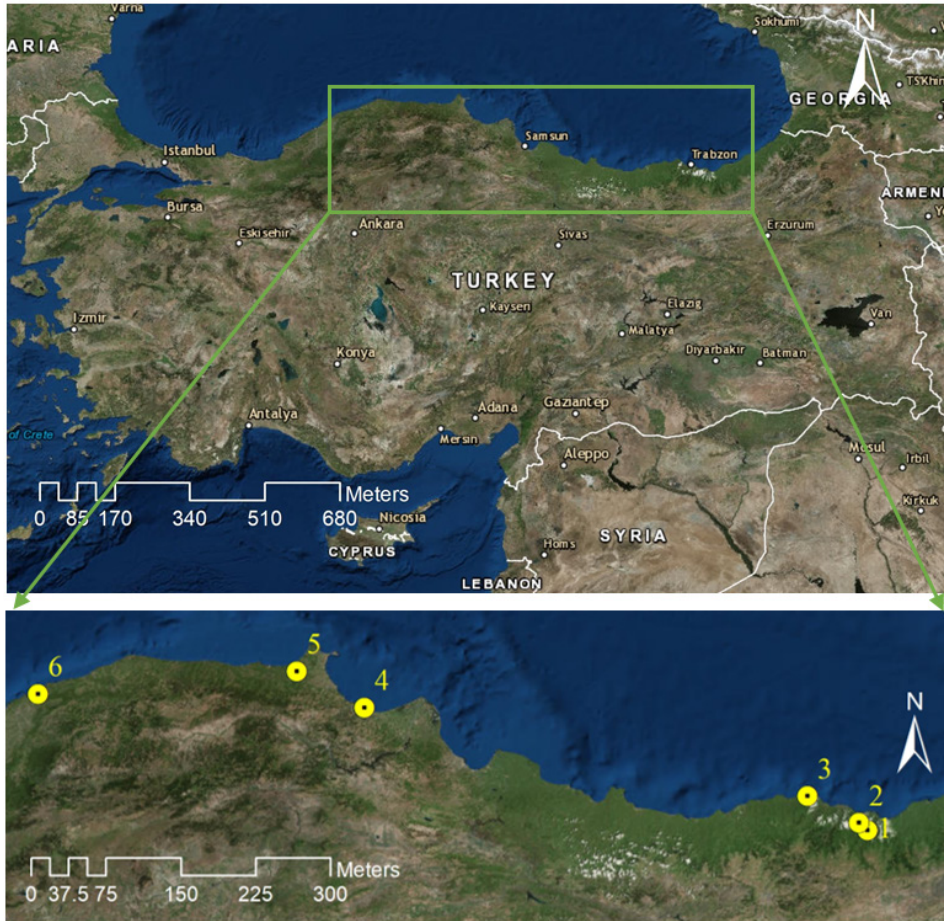 Varna
Sokhumi
N
ARIA
TS'Khin
GEORGIA
Samsun
Istanbul
Trabzon
ARMEN
Bursa
Ankara
Eskisehir
Sivas
Erzurum
TURKEY
Elazig
Kayseri
Van
Izmir
Malatya
Diyarbakir
Batman
Konya
Gaziantep
Adana
Antalya
Mersin
of Crete
Aleppo
Mosul
Irbil
Meters
0 85 170 340 510 680
Kirkuk
Nicosia
SYRIA
CYPRUS
Homs
LEBANON
5
6
4
N
3
2
1
Meters
0 37.5 75 150 225 300